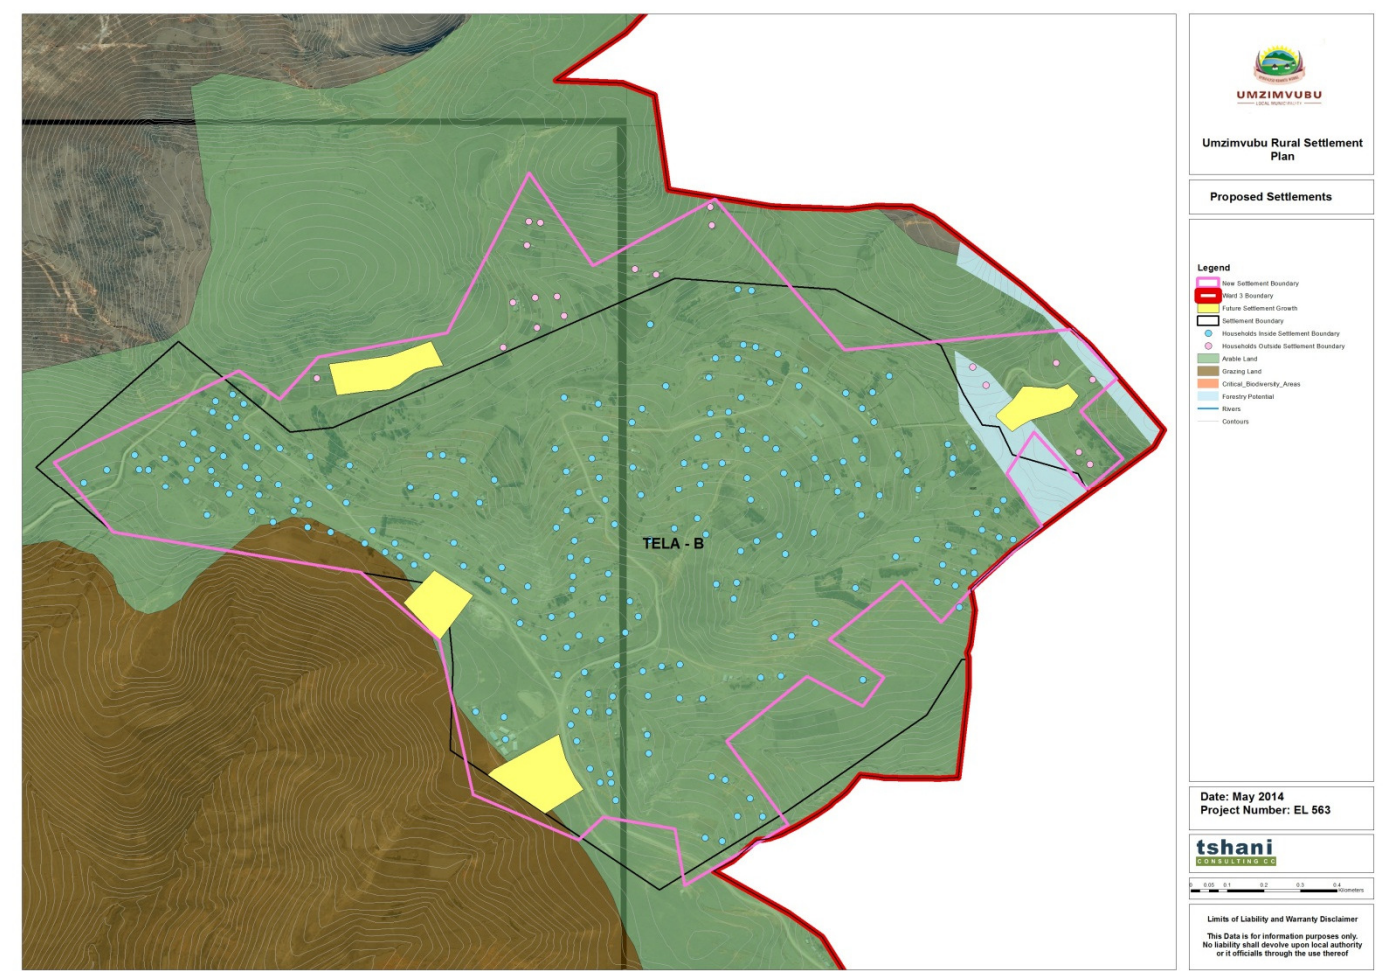 UMZIMVUBU
LOCAL MUNICIPALITY
Umzimvubu Rural Settlement
Plan
Proposed Settlements
Legend
New Settlement Boundary
Ward 3 Boundary
Future Settlement Growth
Settlement Boundary
Households Inside Settlement Boundary
Households Outside Settlement Boundary
Arable Land
Grazing Land
Critical_Biodiversity_Areas
Forestry Potential
Rivers
Contours
TELA - B
Date: May 2014
Project Number: EL 563
tshani
CONSULTING CC
0 0.05 0.1 0.2 0.3 0.4
Kilometers
Limits of Liability and Warranty Disclaimer
This Data is for information purposes only.
No liability shall devolve upon local authority
or it officialls through the use thereof